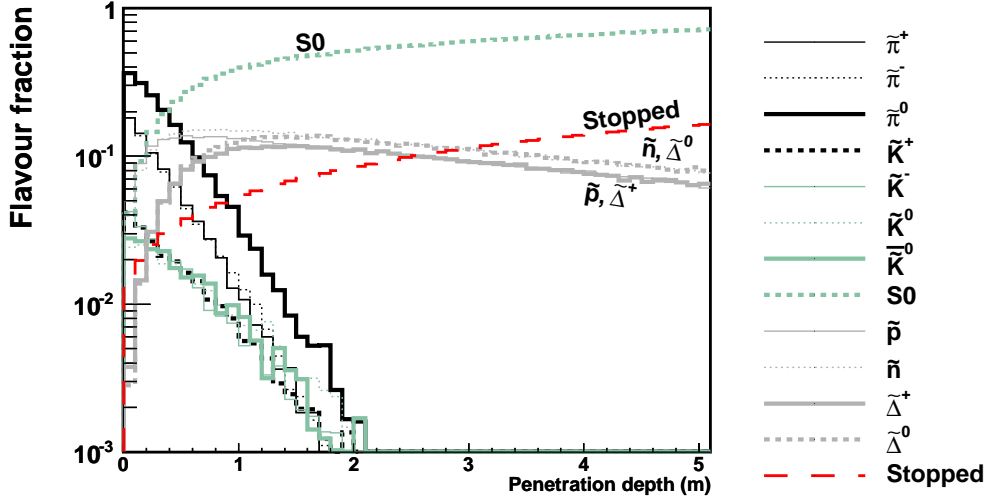 Flavour fraction
1
10⁻¹
10⁻²
10⁻³
0
1
2
3
4
5
Penetration depth (m)
S0
Stopped
ñ, Δ̃⁰
p̃, Δ̃⁺
π̃⁺
π̃⁻
π̃⁰
K̃⁺
K̃⁻
K̃⁰
K̃̅⁰
S0
p̃
ñ
Δ̃⁺
Δ̃⁰
Stopped